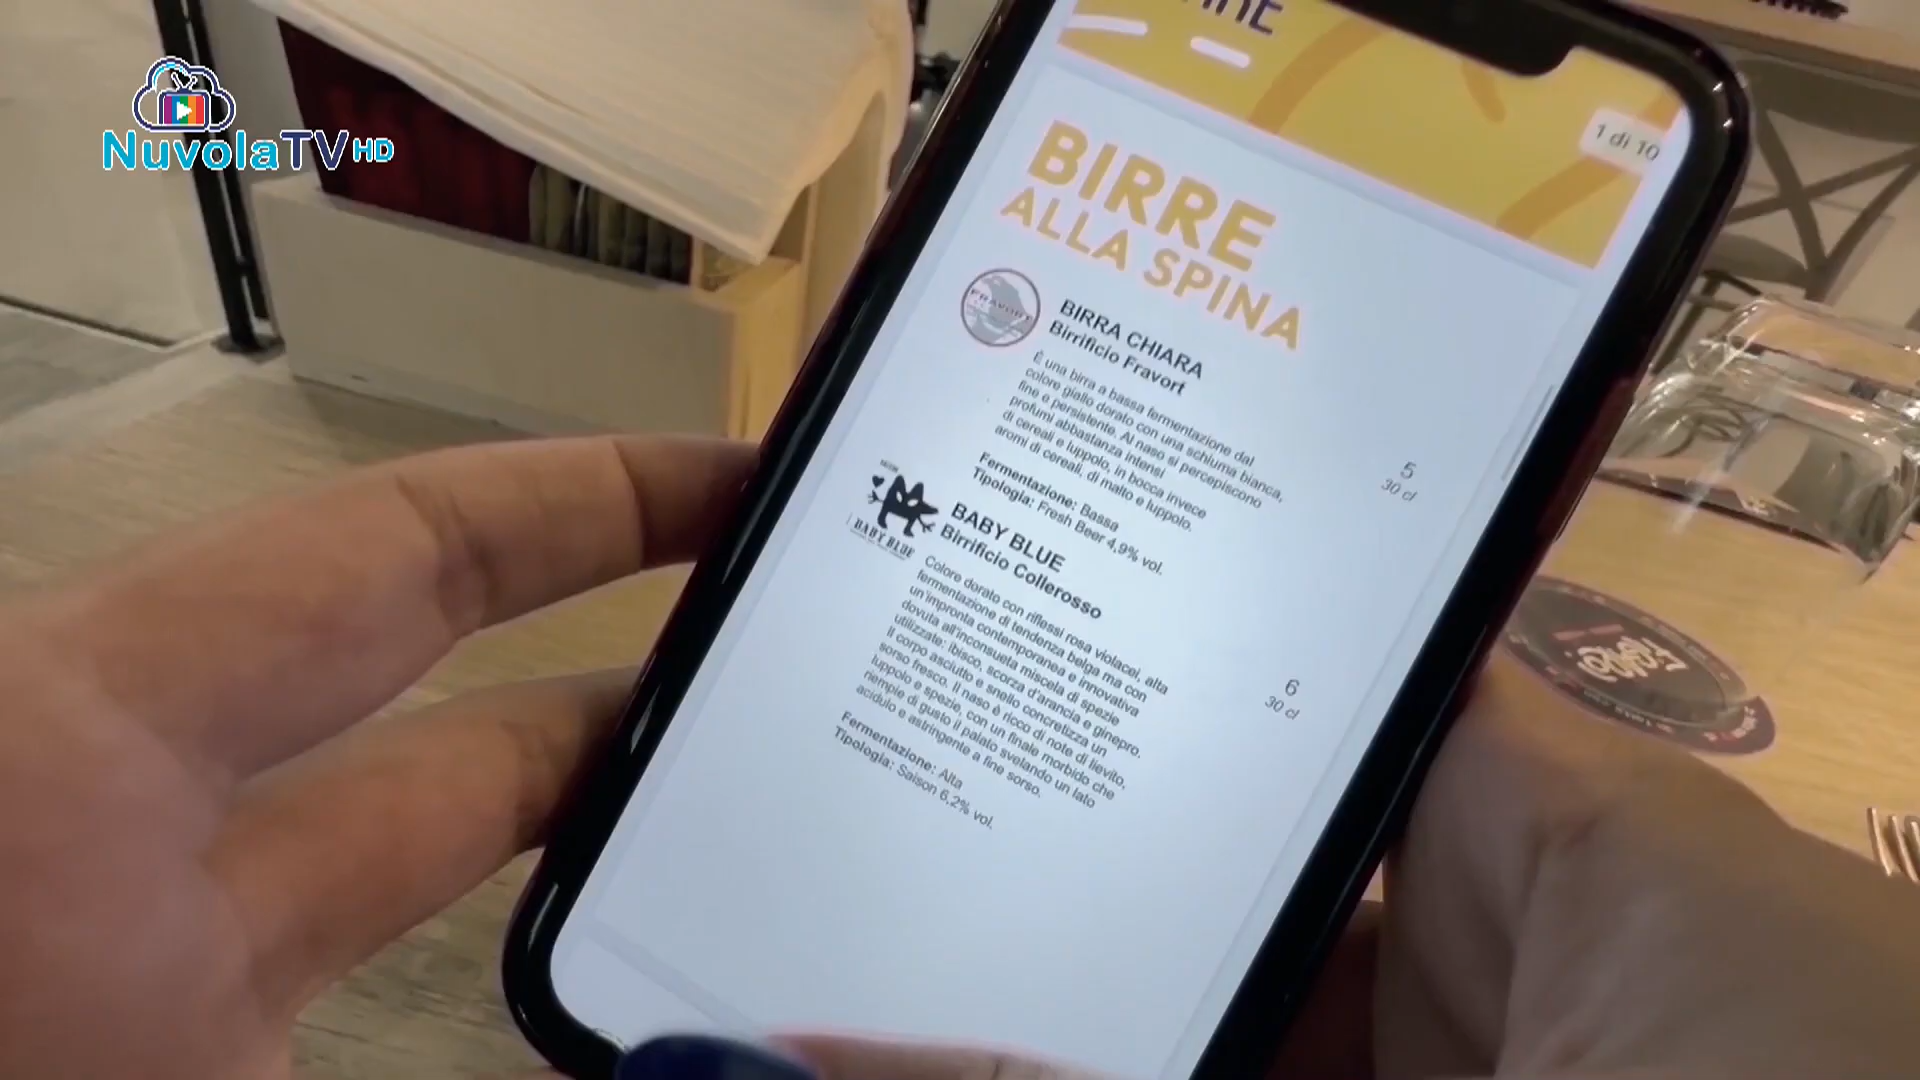 NuvolaTV HD
1 di 10
BIRRE
ALLA SPINA
FRAVORT
BIRRA CHIARA
Birrificio Fravort
È una birra a bassa fermentazione dal
colore giallo dorato con una schiuma bianca,
fine e persistente. Al naso si percepiscono
profumi abbastanza intensi
di cereali e luppolo, in bocca invece
aromi di cereali, di malto e luppolo.
Fermentazione: Bassa
Tipologia: Fresh Beer 4,9% vol.
5
30 cl
BABY BLUE
BABY BLUE
Birrificio Collerosso
Colore dorato con riflessi rosa violacei, alta
fermentazione di tendenza belga ma con
un'impronta contemporanea e innovativa
dovuta all'inconsueta miscela di spezie
utilizzate: ibisco, scorza d'arancia e ginepro.
Il corpo asciutto e snello concretizza un
sorso fresco. Il naso è ricco di note di lievito,
luppolo e spezie, con un finale morbido che
riempie di gusto il palato svelando un lato
acidulo e astringente a fine sorso.
Fermentazione: Alta
Tipologia: Saison 6,2% vol.
6
30 cl